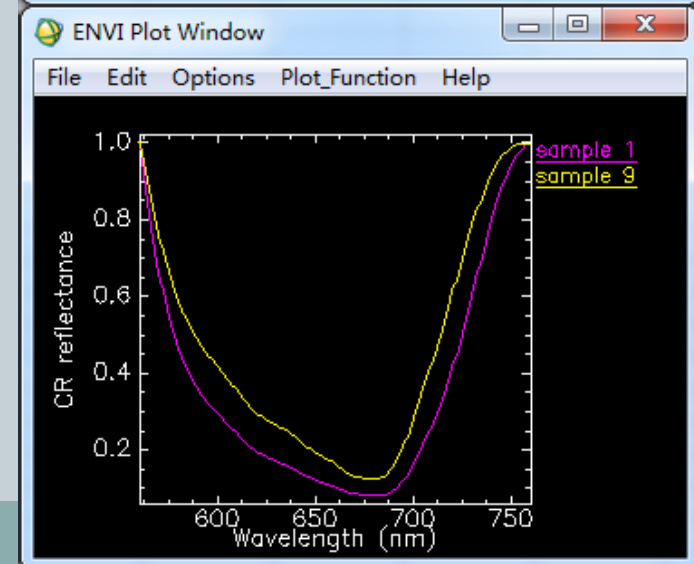 ENVI Plot Window
File Edit Options Plot_Function Help
1.0
0.8
0.6
0.4
0.2
CR reflectance
sample 1
sample 9
600 650 700 750
Wavelength (nm)